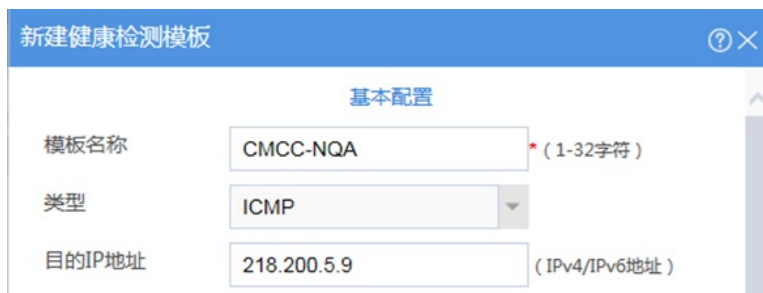 新建健康检测模板
基本配置
模板名称 CMCC-NQA *（1-32字符）
类型 ICMP
目的IP地址 218.200.5.9 （IPv4/IPv6地址）